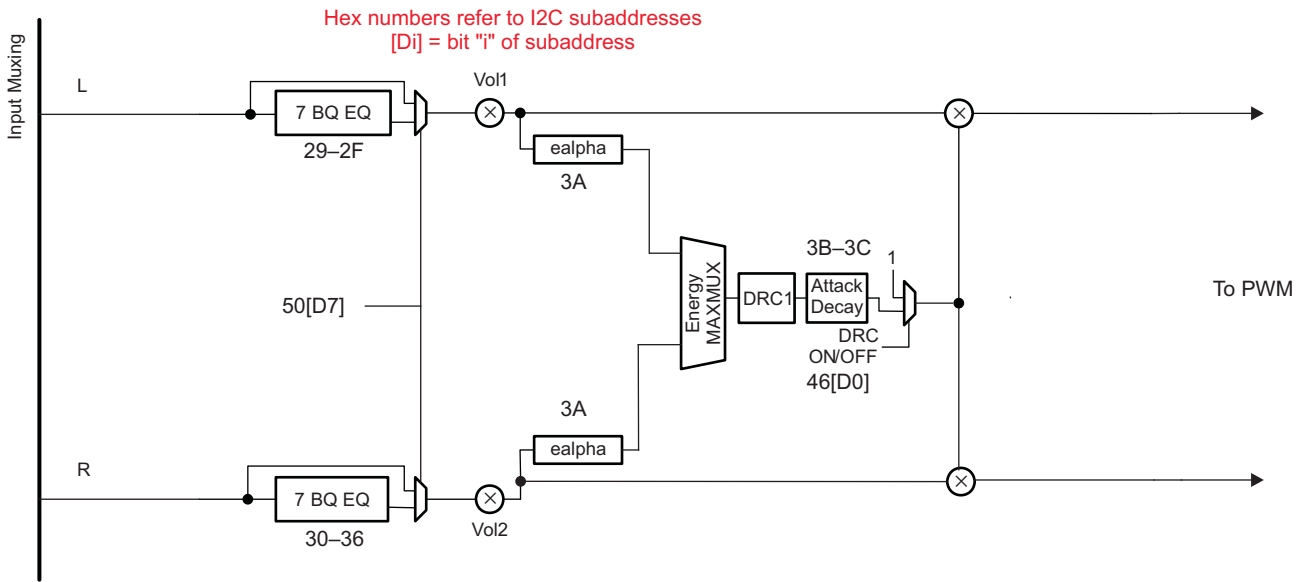 Hex numbers refer to I2C subaddresses
[Di] = bit "i" of subaddress
Input Muxing
L
7 BQ EQ
29–2F
Vol1
×
×
ealpha
3A
50[D7]
Energy
MAXMUX
DRC1
3B–3C
Attack
Decay
1
DRC
ON/OFF
46[D0]
To PWM
3A
ealpha
R
7 BQ EQ
30–36
×
Vol2
×